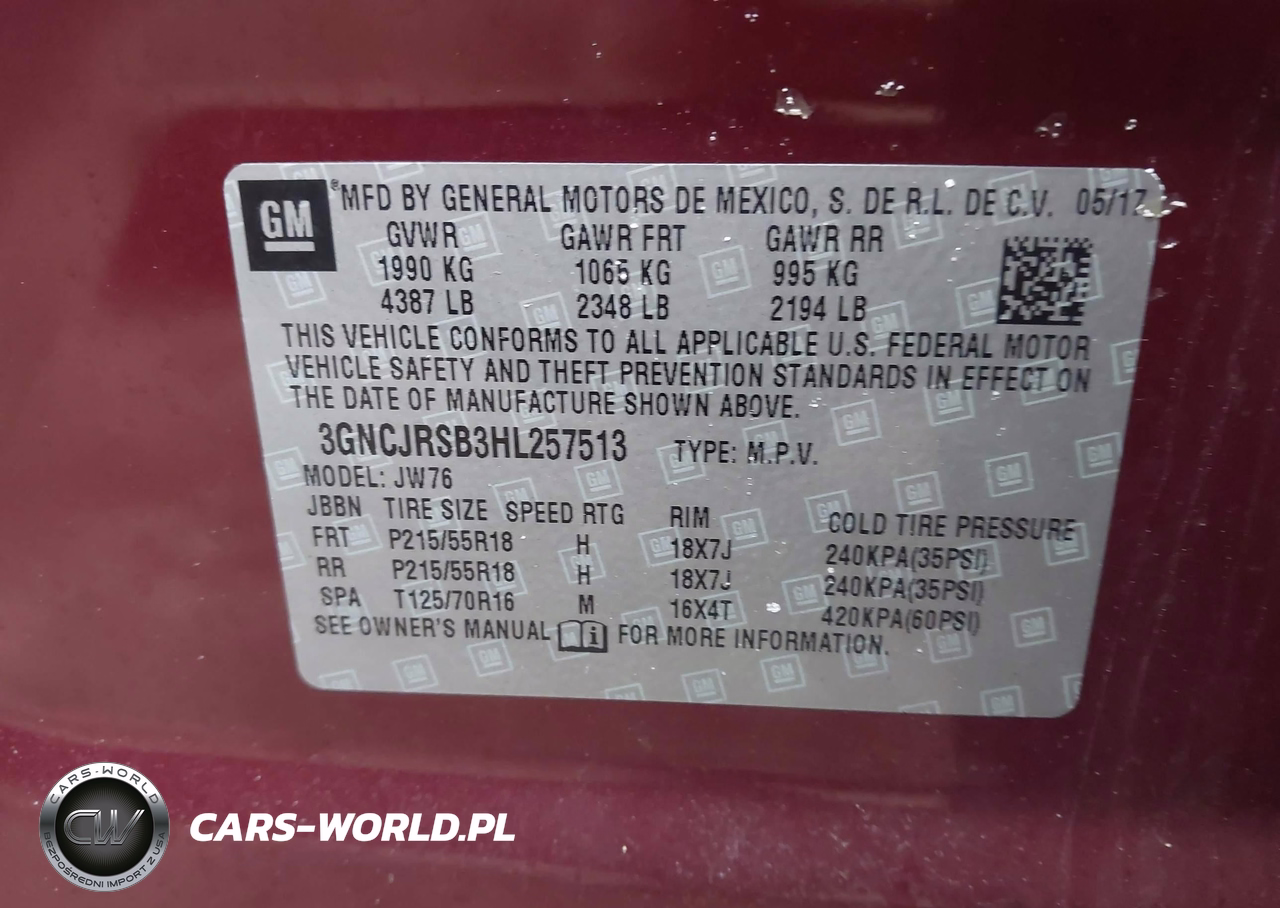 GM ® MFD BY GENERAL MOTORS DE MEXICO, S. DE R.L. DE C.V. 05/17
GVWR GAWR FRT GAWR RR
1990 KG 1065 KG 995 KG
4387 LB 2348 LB 2194 LB
THIS VEHICLE CONFORMS TO ALL APPLICABLE U.S. FEDERAL MOTOR
VEHICLE SAFETY AND THEFT PREVENTION STANDARDS IN EFFECT ON
THE DATE OF MANUFACTURE SHOWN ABOVE.
3GNCJRSB3HL257513 TYPE: M.P.V.
MODEL: JW76
JBBN TIRE SIZE SPEED RTG RIM COLD TIRE PRESSURE
FRT P215/55R18 H 18X7J 240KPA(35PSI)
RR P215/55R18 H 18X7J 240KPA(35PSI)
SPA T125/70R16 M 16X4T 420KPA(60PSI)
SEE OWNER'S MANUAL i FOR MORE INFORMATION.
CARS-WORLD
CW
BEZPOŚREDNI IMPORT Z USA
CARS-WORLD.PL